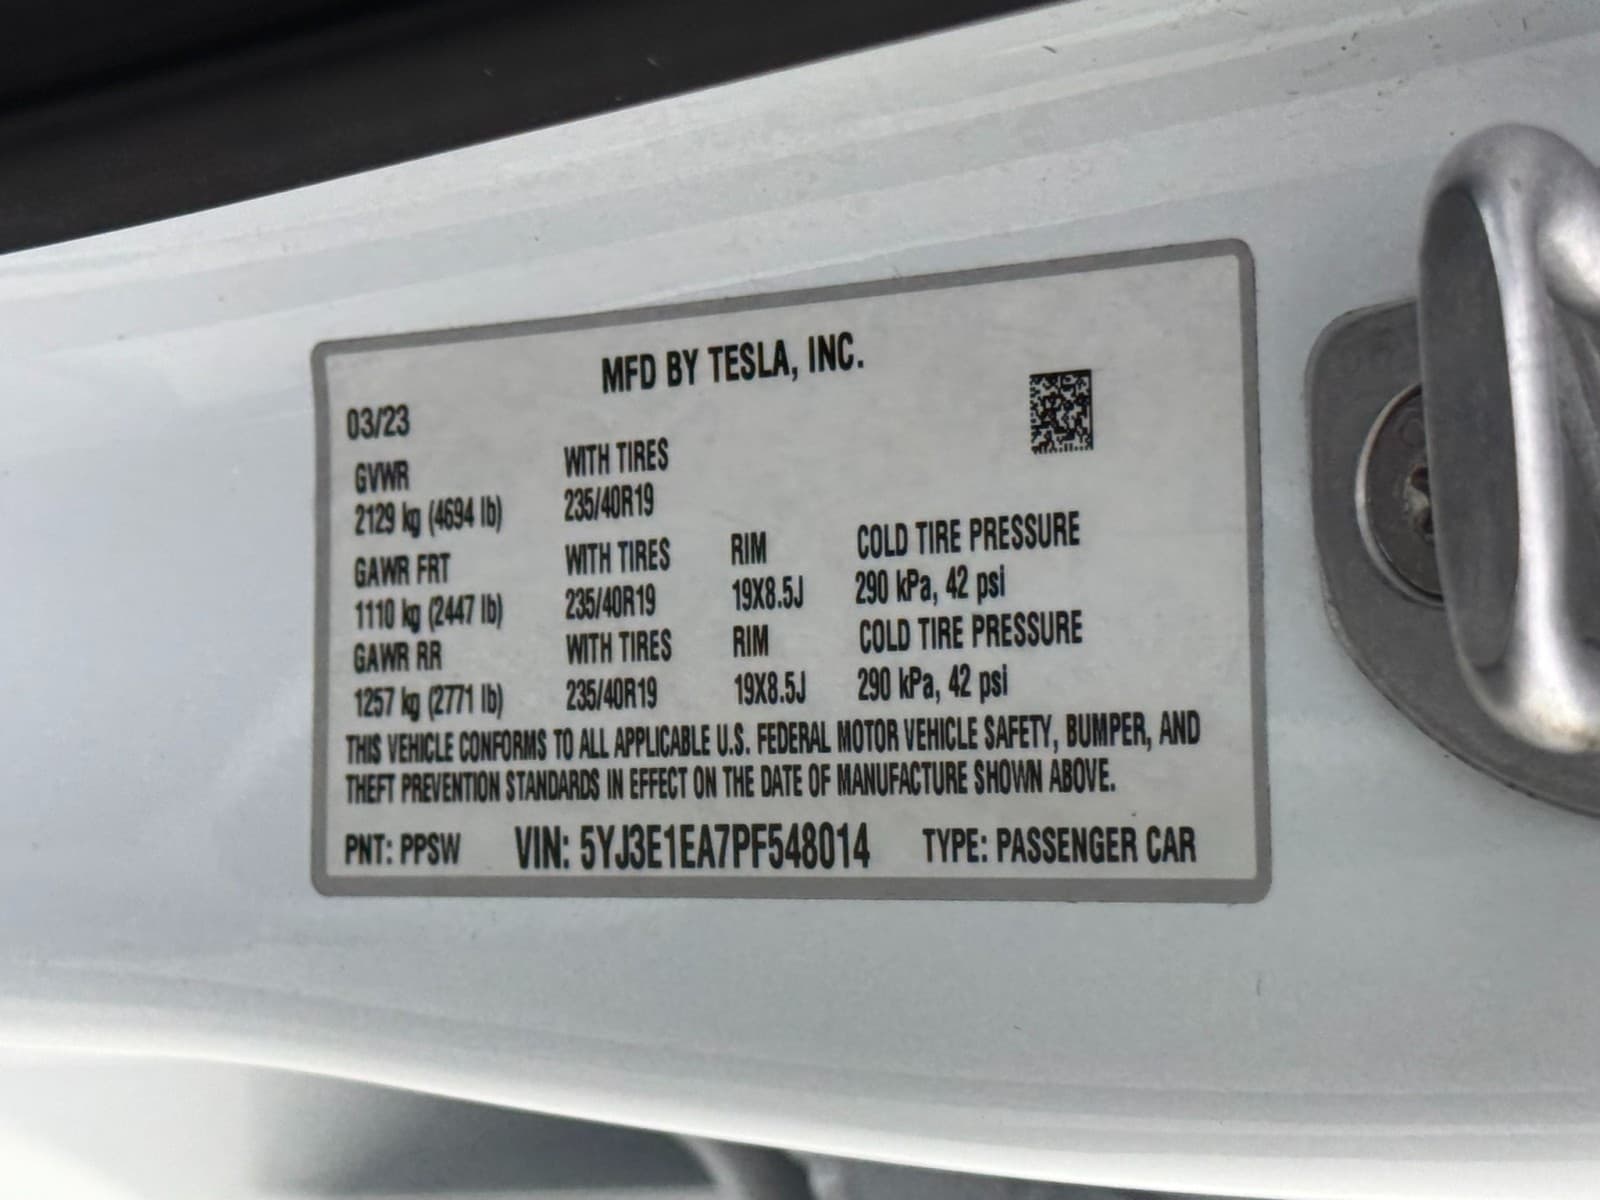 MFD BY TESLA, INC.
03/23
GVWR WITH TIRES
2129 kg (4694 lb) 235/40R19
GAWR FRT WITH TIRES RIM COLD TIRE PRESSURE
1110 kg (2447 lb) 235/40R19 19X8.5J 290 kPa, 42 psi
GAWR RR WITH TIRES RIM COLD TIRE PRESSURE
1257 kg (2771 lb) 235/40R19 19X8.5J 290 kPa, 42 psi
THIS VEHICLE CONFORMS TO ALL APPLICABLE U.S. FEDERAL MOTOR VEHICLE SAFETY, BUMPER, AND
THEFT PREVENTION STANDARDS IN EFFECT ON THE DATE OF MANUFACTURE SHOWN ABOVE.
PNT: PPSW VIN: 5YJ3E1EA7PF548014 TYPE: PASSENGER CAR